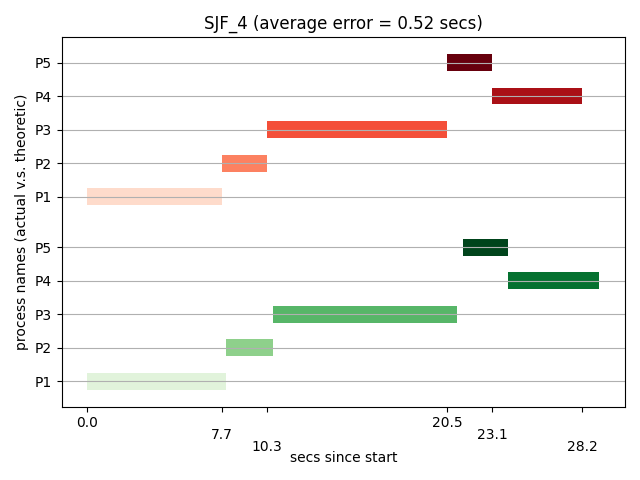 SJF_4 (average error = 0.52 secs)
process names (actual v.s. theoretic)
P5
P4
P3
P2
P1
P5
P4
P3
P2
P1
0.0
7.7
10.3
20.5
23.1
28.2
secs since start